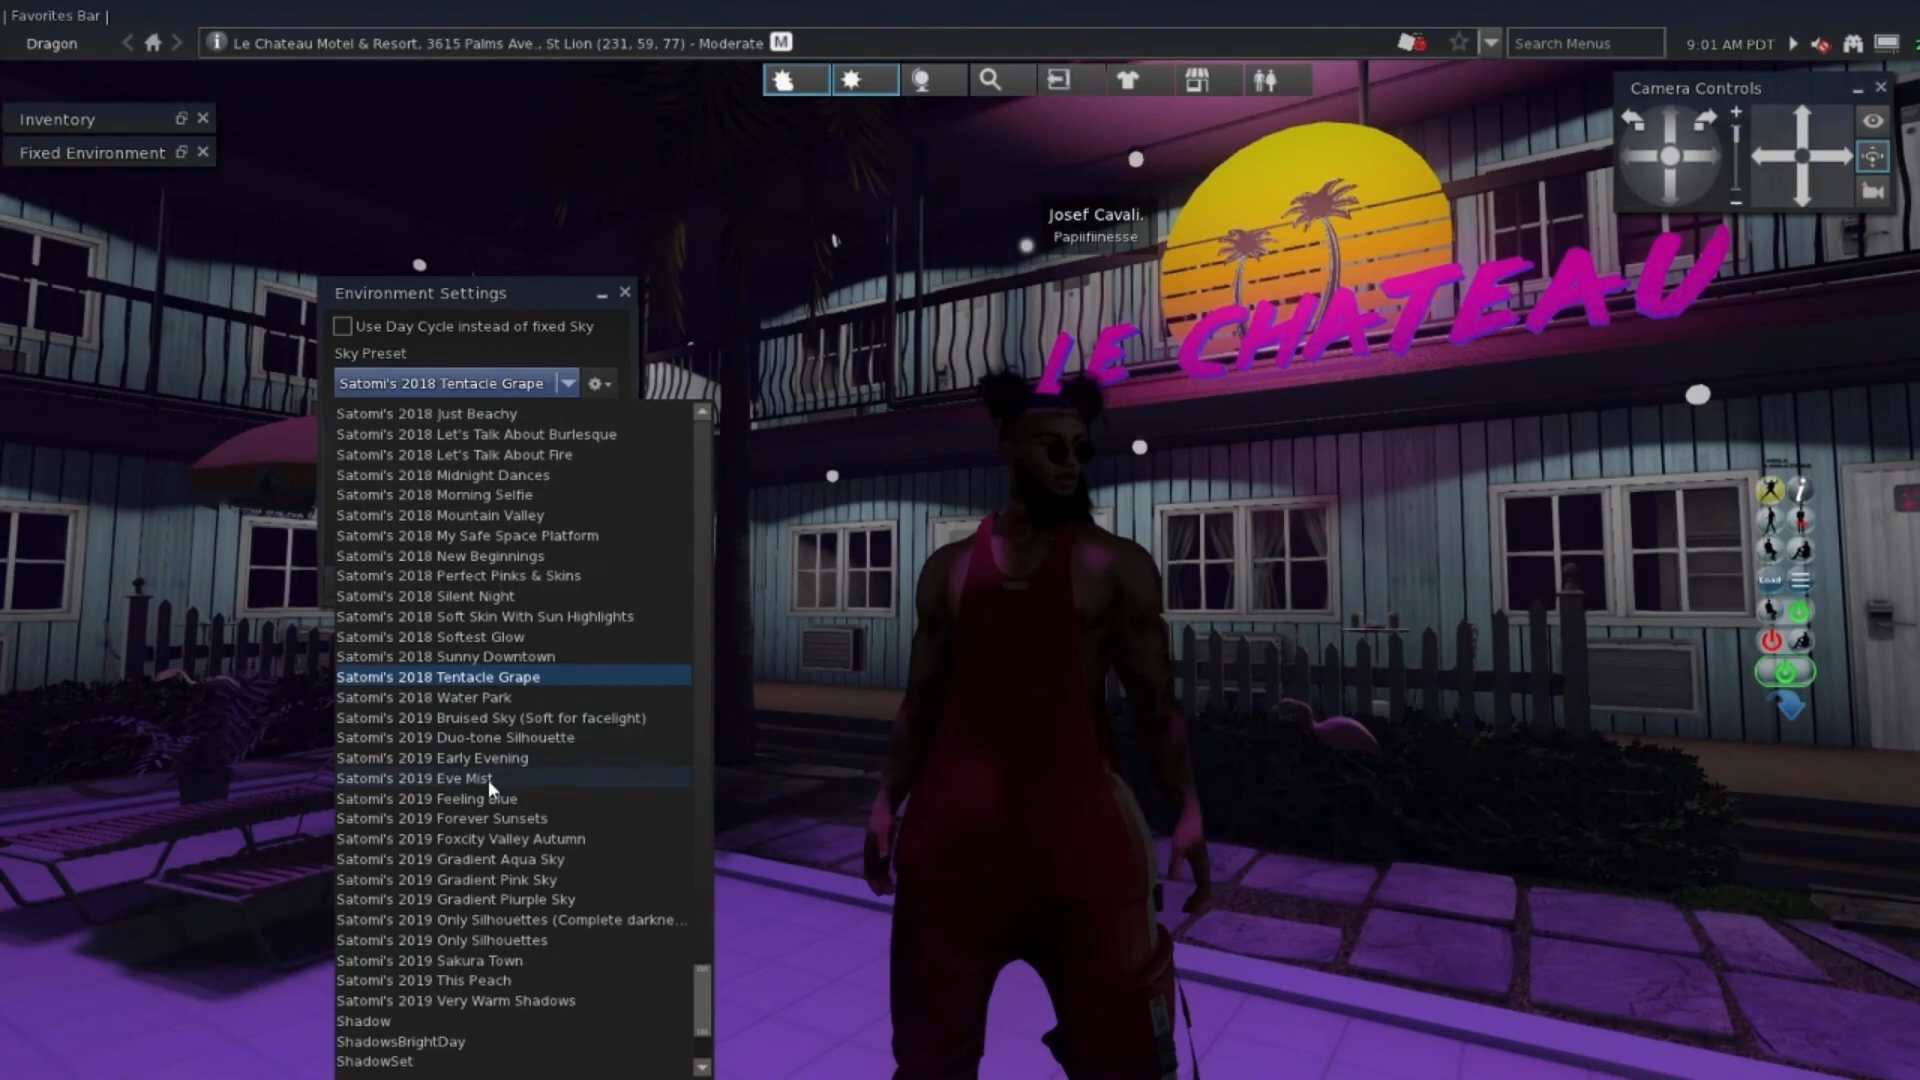 | Favorites Bar |
Dragon
Le Chateau Motel & Resort, 3615 Palms Ave., St Lion (231, 59, 77) - Moderate M
Search Menus
9:01 AM PDT
Camera Controls
Inventory
Fixed Environment
Josef Cavali.
Papiifiinesse
LE CHATEAU
Environment Settings
Use Day Cycle instead of fixed Sky
Sky Preset
Satomi's 2018 Tentacle Grape
Satomi's 2018 Just Beachy
Satomi's 2018 Let's Talk About Burlesque
Satomi's 2018 Let's Talk About Fire
Satomi's 2018 Midnight Dances
Satomi's 2018 Morning Selfie
Satomi's 2018 Mountain Valley
Satomi's 2018 My Safe Space Platform
Satomi's 2018 New Beginnings
Satomi's 2018 Perfect Pinks & Skins
Satomi's 2018 Silent Night
Satomi's 2018 Soft Skin With Sun Highlights
Satomi's 2018 Softest Glow
Satomi's 2018 Sunny Downtown
Satomi's 2018 Tentacle Grape
Satomi's 2018 Water Park
Satomi's 2019 Bruised Sky (Soft for facelight)
Satomi's 2019 Duo-tone Silhouette
Satomi's 2019 Early Evening
Satomi's 2019 Eve Mist
Satomi's 2019 Feeling Blue
Satomi's 2019 Forever Sunsets
Satomi's 2019 Foxcity Valley Autumn
Satomi's 2019 Gradient Aqua Sky
Satomi's 2019 Gradient Pink Sky
Satomi's 2019 Gradient Piurple Sky
Satomi's 2019 Only Silhouettes (Complete darkne...
Satomi's 2019 Only Silhouettes
Satomi's 2019 Sakura Town
Satomi's 2019 This Peach
Satomi's 2019 Very Warm Shadows
Shadow
ShadowsBrightDay
ShadowSet
Load